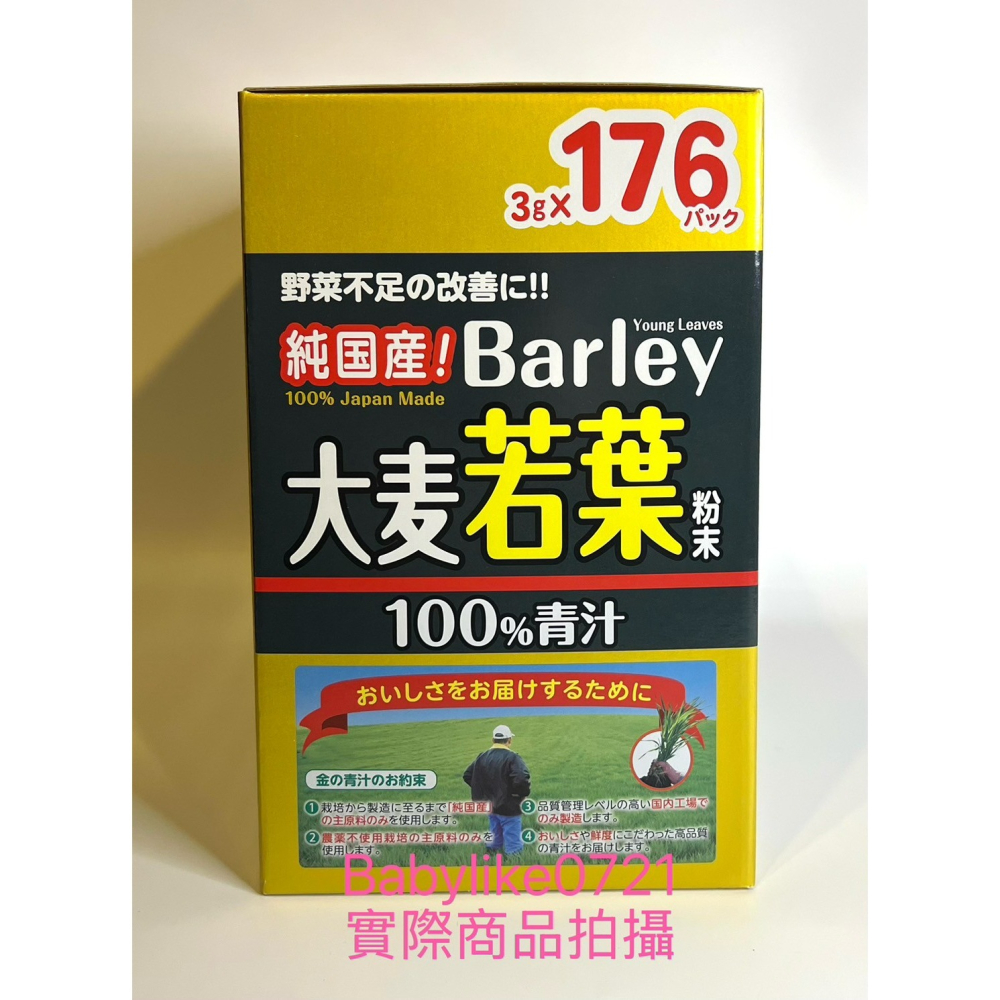 3g×176パック
野菜不足の改善に!!
純国産!
Barley
Young Leaves
100% Japan Made
大麦若葉粉末
100%青汁
おいしさをお届けするために
金の青汁のお約束
1 栽培から製造に至るまで「純国産」
の主原料のみを使用します。
2 農薬不使用栽培の主原料のみを
使用します。
3 品質管理レベルの高い国内工場で
のみ製造します。
4 おいしさや鮮度にこだわった高品質
の青汁をお届けします。
Babylike0721
實際商品拍攝